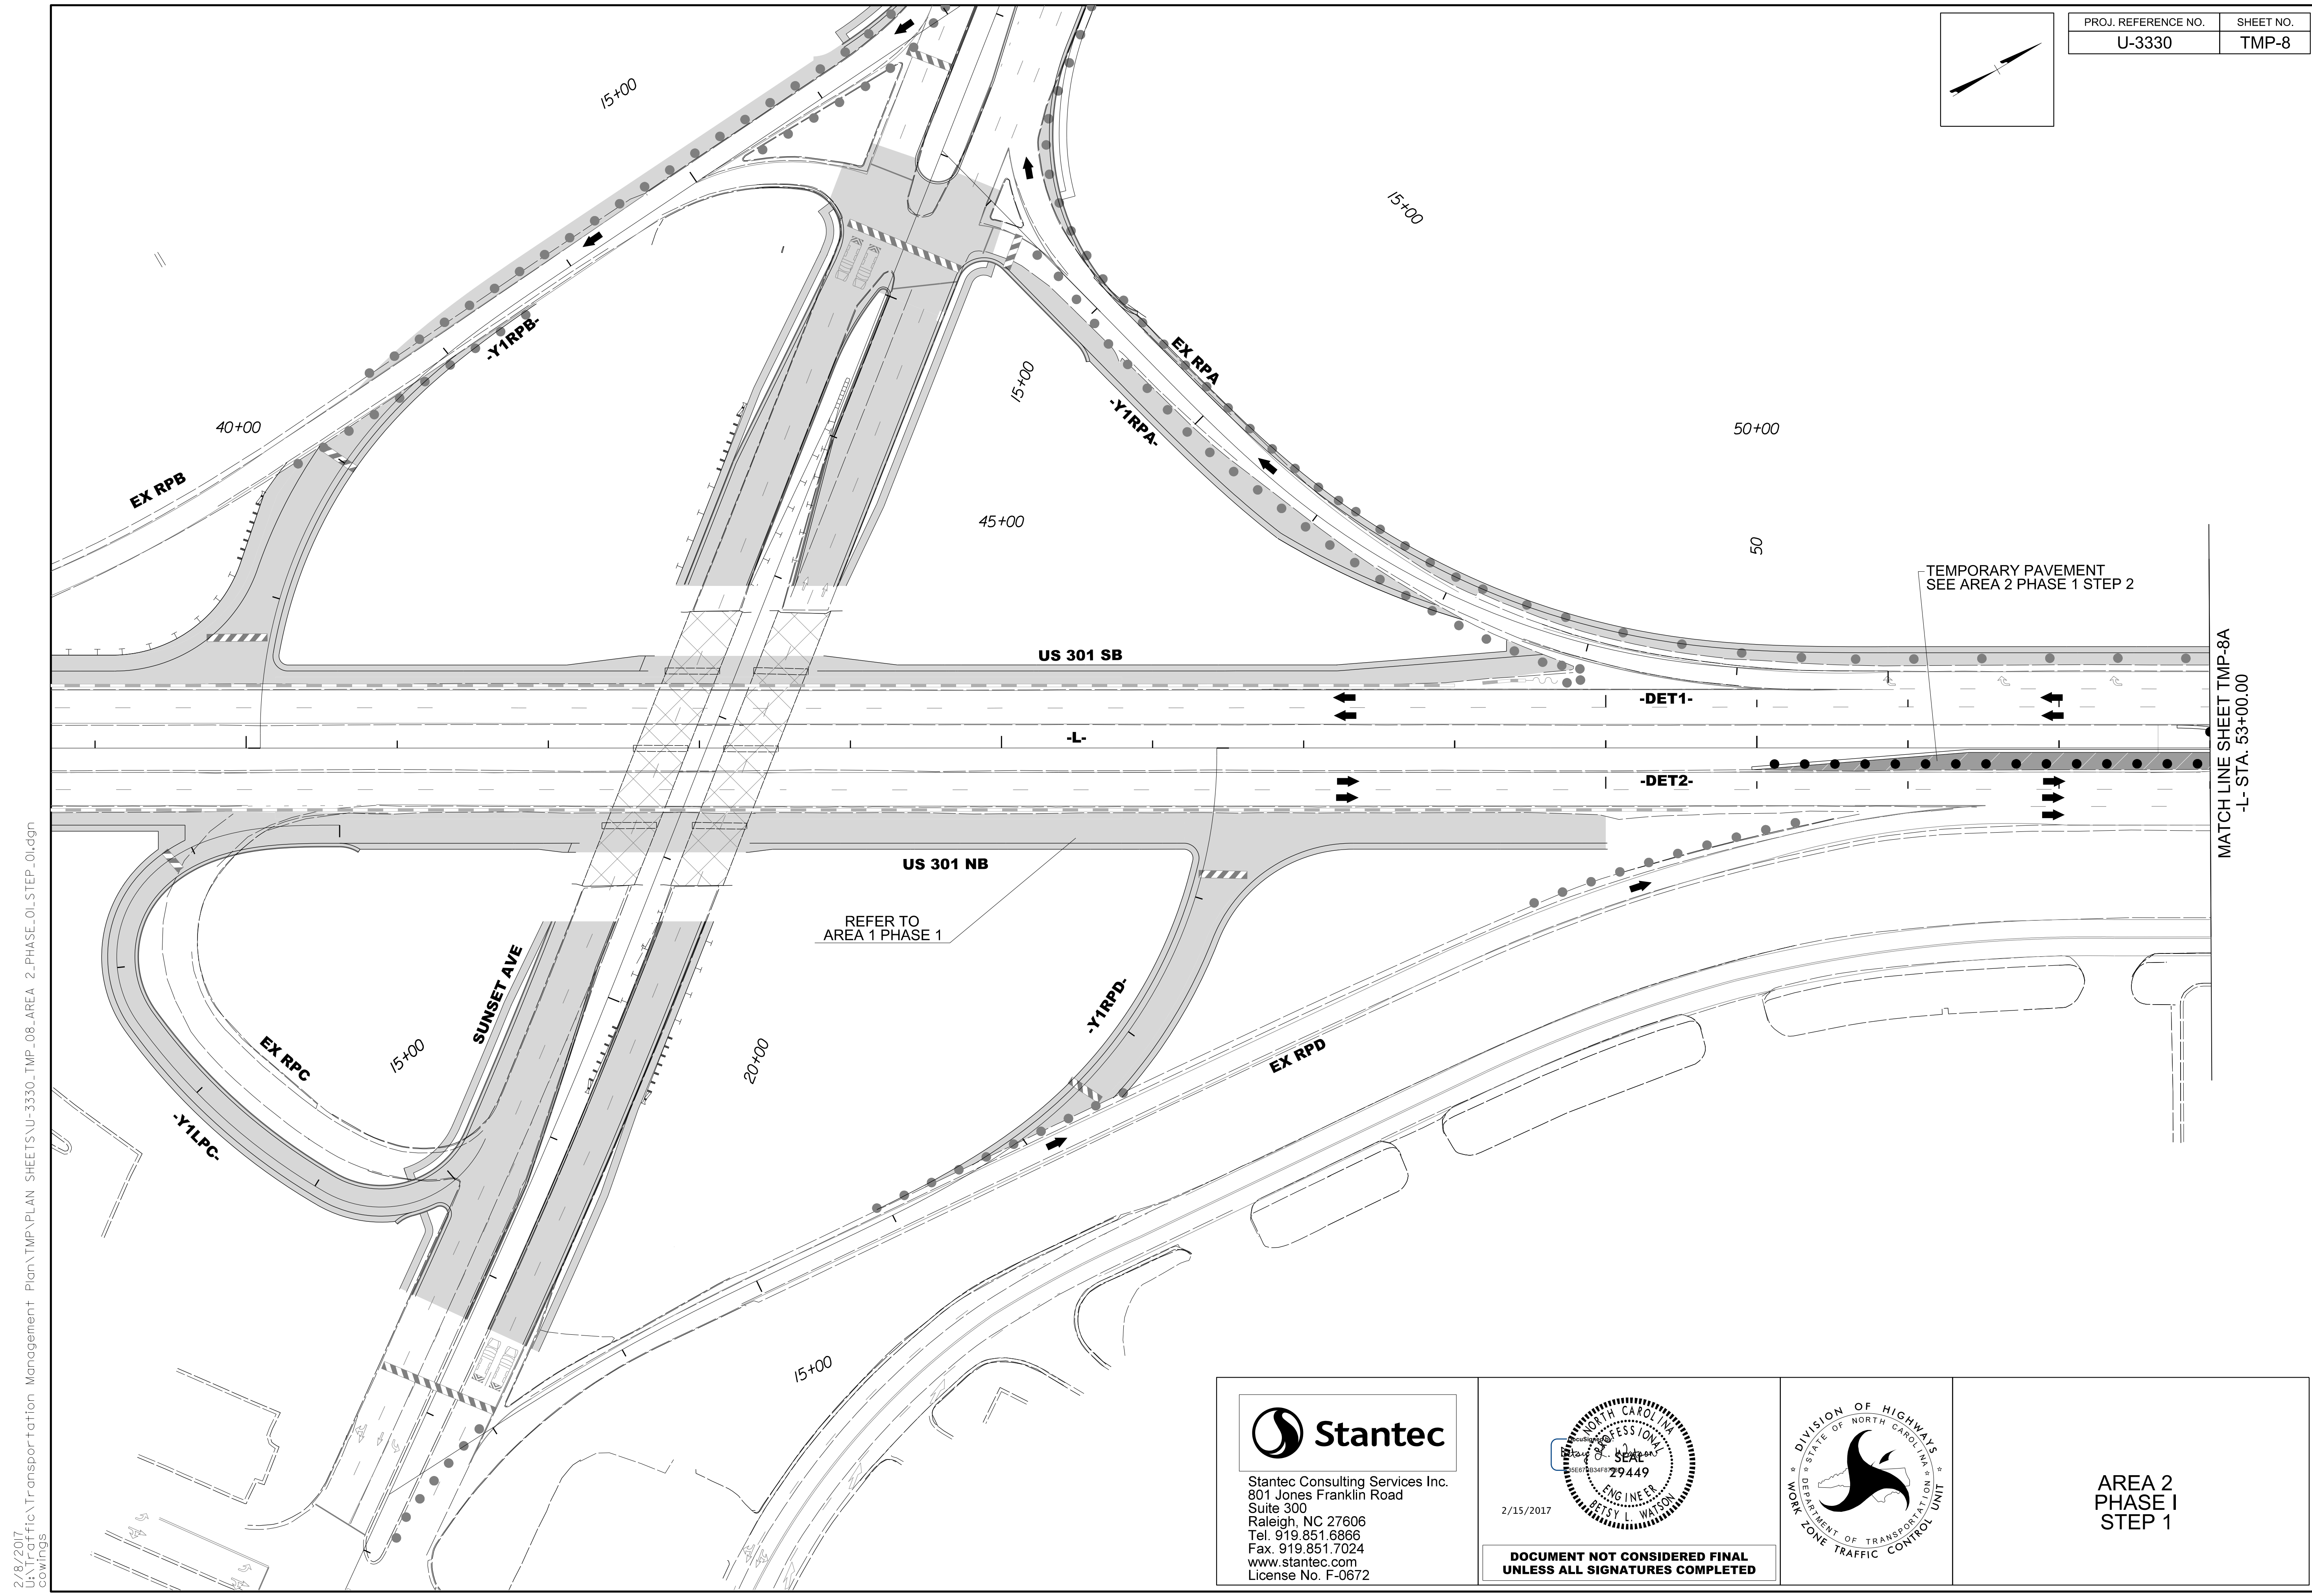 PROJ. REFERENCE NO.
SHEET NO.
U-3330
TMP-8
15+00
15+00
-Y1RPB-
EX RPA
15+00
-Y1RPA-
40+00
50+00
EX RPB
45+00
50
TEMPORARY PAVEMENT
SEE AREA 2 PHASE 1 STEP 2
US 301 SB
-DET1-
-L-
-DET2-
MATCH LINE SHEET TMP-8A
-L- STA. 53+00.00
US 301 NB
REFER TO
AREA 1 PHASE 1
SUNSET AVE
-Y1RPD-
EX RPC
15+00
20+00
EX RPD
-Y1LPC-
15+00
2/8/2017
U:\Traffic\Transportation Management Plan\TMP\PLAN SHEETS\U-3330_TMP_08_AREA 2_PHASE_01_STEP_01.dgn
cowings
Stantec
Stantec Consulting Services Inc.
801 Jones Franklin Road
Suite 300
Raleigh, NC 27606
Tel. 919.851.6866
Fax. 919.851.7024
www.stantec.com
License No. F-0672
NORTH CAROLINA
PROFESSIONAL
SEAL
29449
ENGINEER
BETSY L. WATSON
2/15/2017
DOCUMENT NOT CONSIDERED FINAL
UNLESS ALL SIGNATURES COMPLETED
DIVISION OF HIGHWAYS
STATE OF NORTH CAROLINA
DEPARTMENT OF TRANSPORTATION
WORK ZONE TRAFFIC CONTROL UNIT
AREA 2
PHASE I
STEP 1